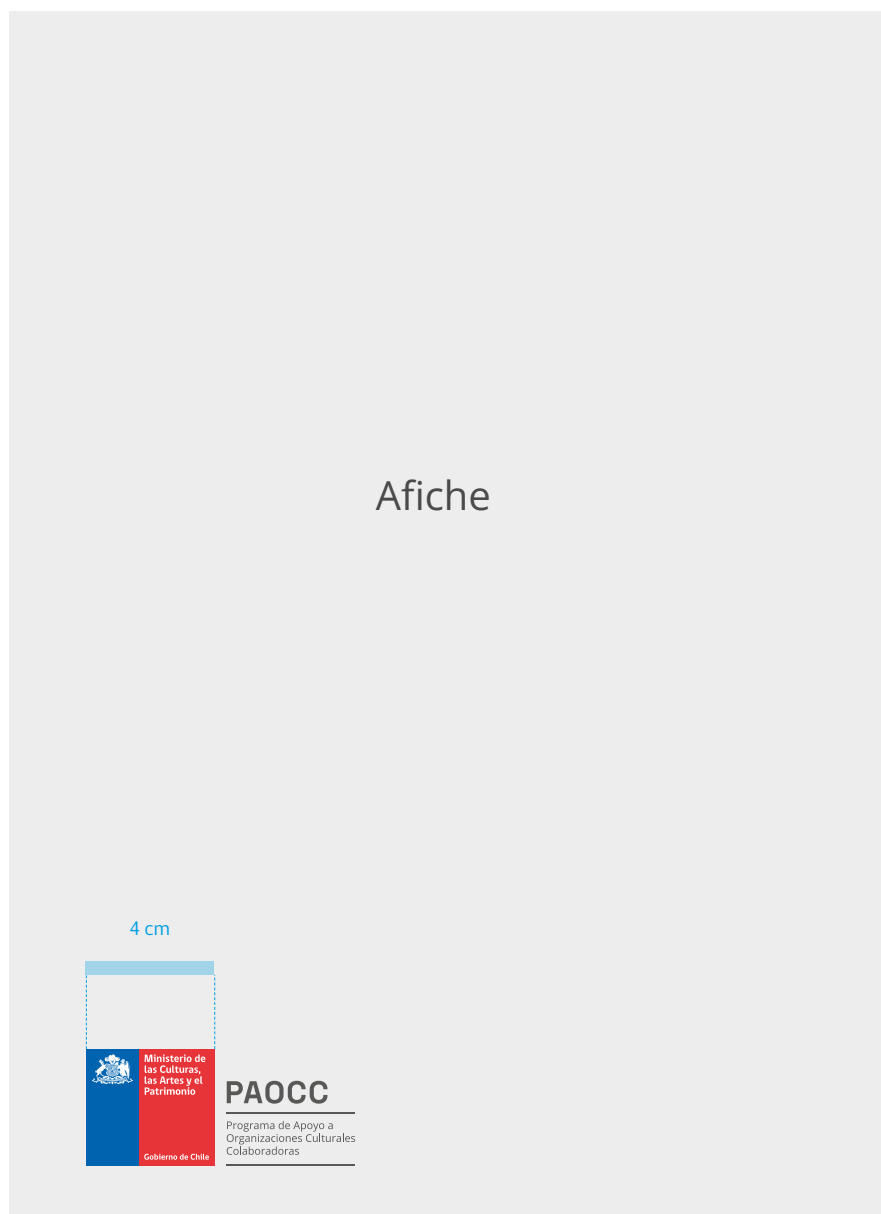 Afiche
4 cm
Ministerio de
las Culturas,
las Artes y el
Patrimonio
Gobierno de Chile
PAOCC
Programa de Apoyo a
Organizaciones Culturales
Colaboradoras